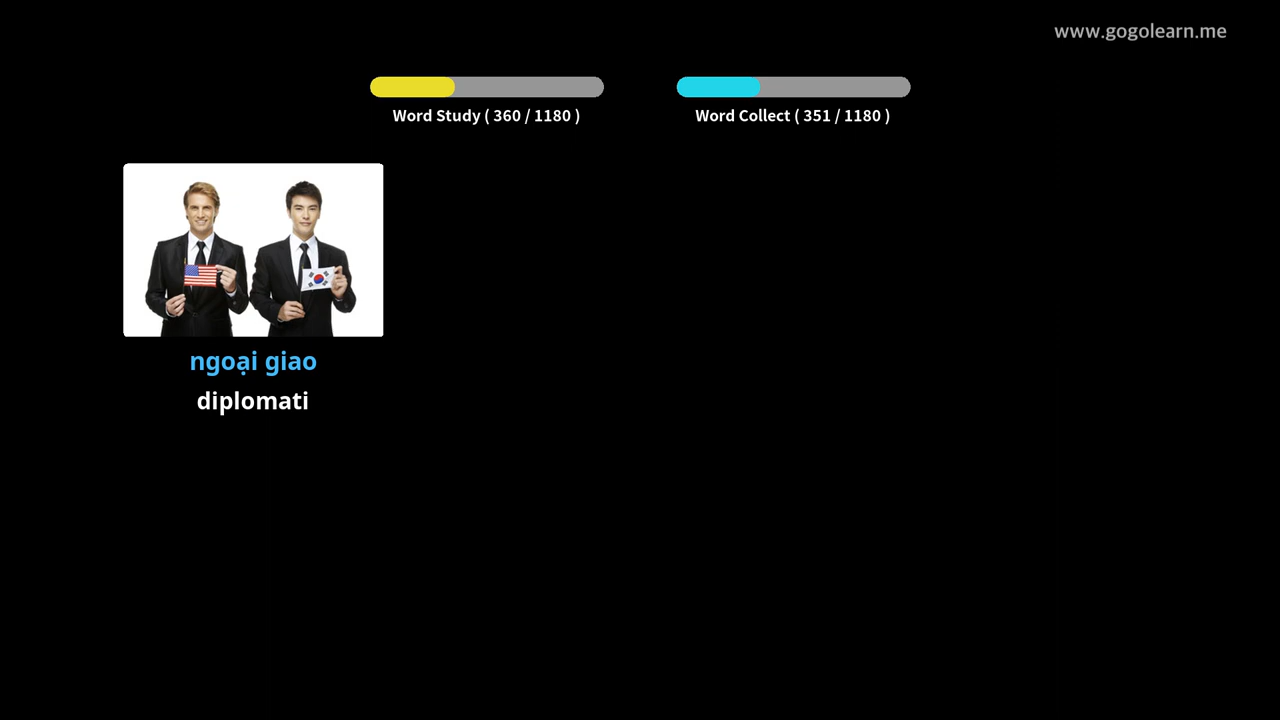 www.gogolearn.me
Word Study ( 360 / 1180 )
Word Collect ( 351 / 1180 )
ngoại giao
diplomati